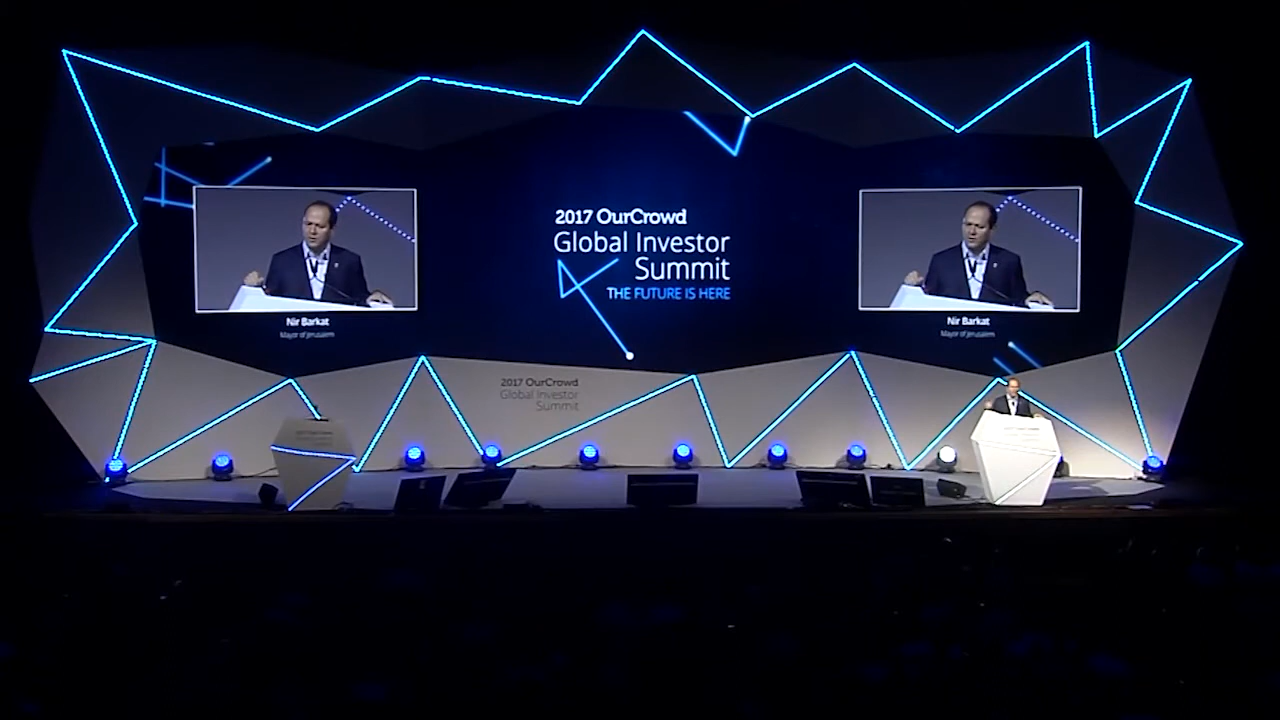 2017 OurCrowd
Global Investor
Summit
THE FUTURE IS HERE
Nir Barkat
Mayor of Jerusalem
Nir Barkat
Mayor of Jerusalem
2017 OurCrowd
Global Investor
Summit